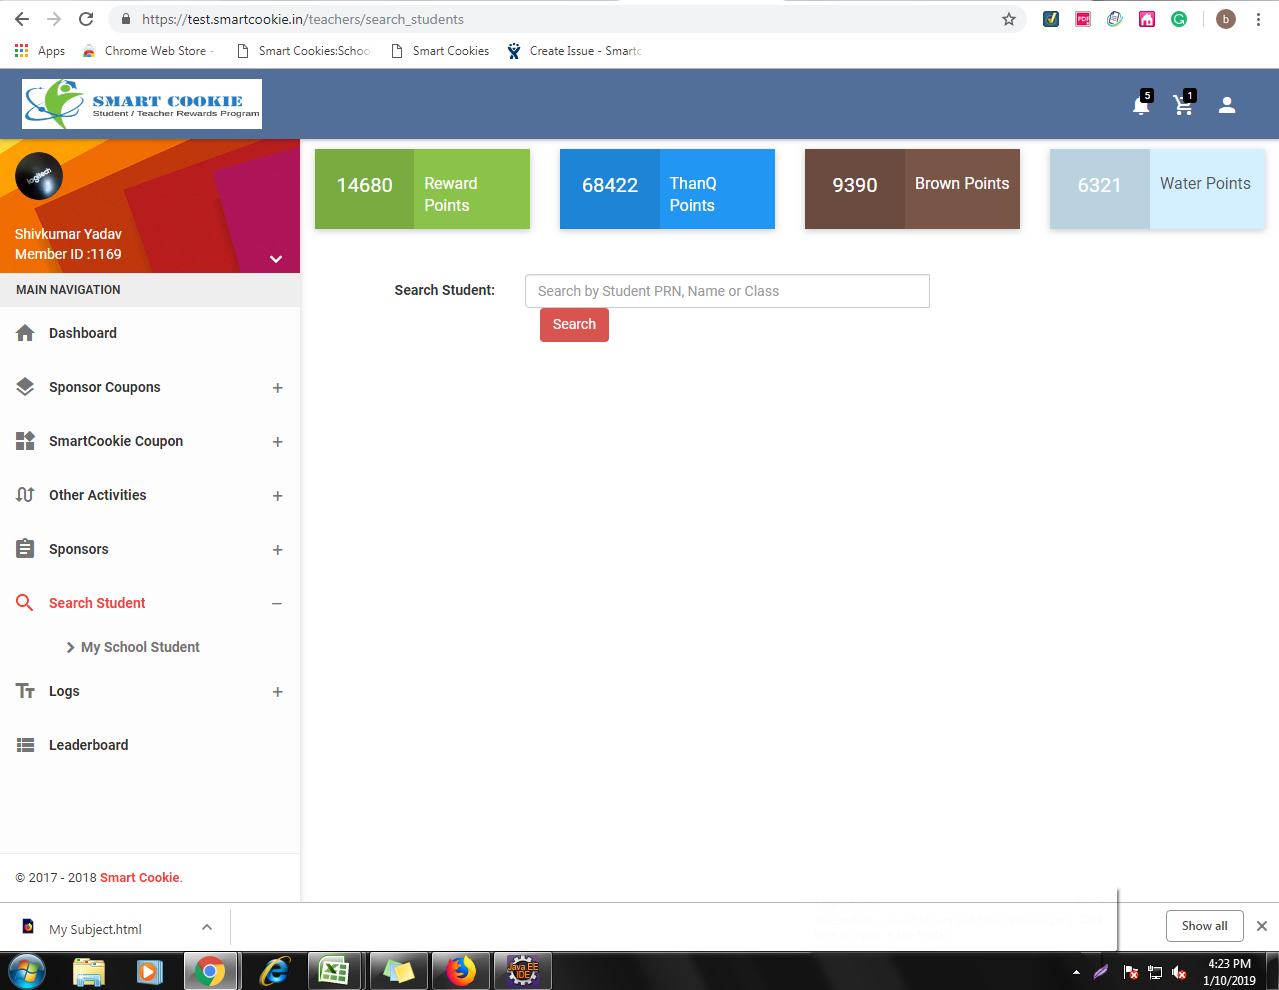 https://test.smartcookie.in/teachers/search_students
b
Apps
Chrome Web Store -
Smart Cookies:Schoo
Smart Cookies
Create Issue - Smartc
SMART COOKIE
Student / Teacher Rewards Program
5
1
logitech
Shivkumar Yadav
Member ID :1169
14680
Reward
Points
68422
ThanQ
Points
9390
Brown Points
6321
Water Points
MAIN NAVIGATION
Search Student:
Search by Student PRN, Name or Class
Search
Dashboard
Sponsor Coupons
SmartCookie Coupon
Other Activities
Sponsors
Search Student
My School Student
Logs
Leaderboard
© 2017 - 2018 Smart Cookie.
My Subject.html
Show all
Java EE
IDE
4:23 PM
1/10/2019